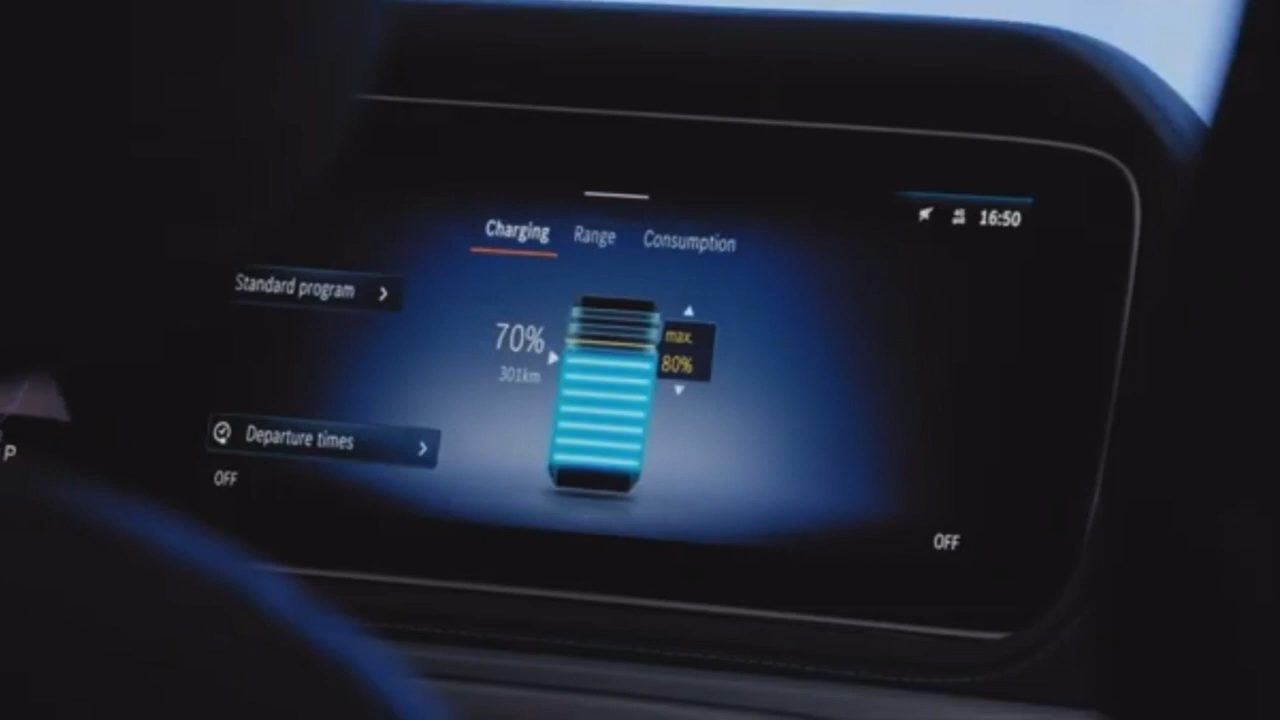 16:50
Charging Range Consumption
Standard program
70%
301km
max.
80%
Departure times
OFF
OFF
P